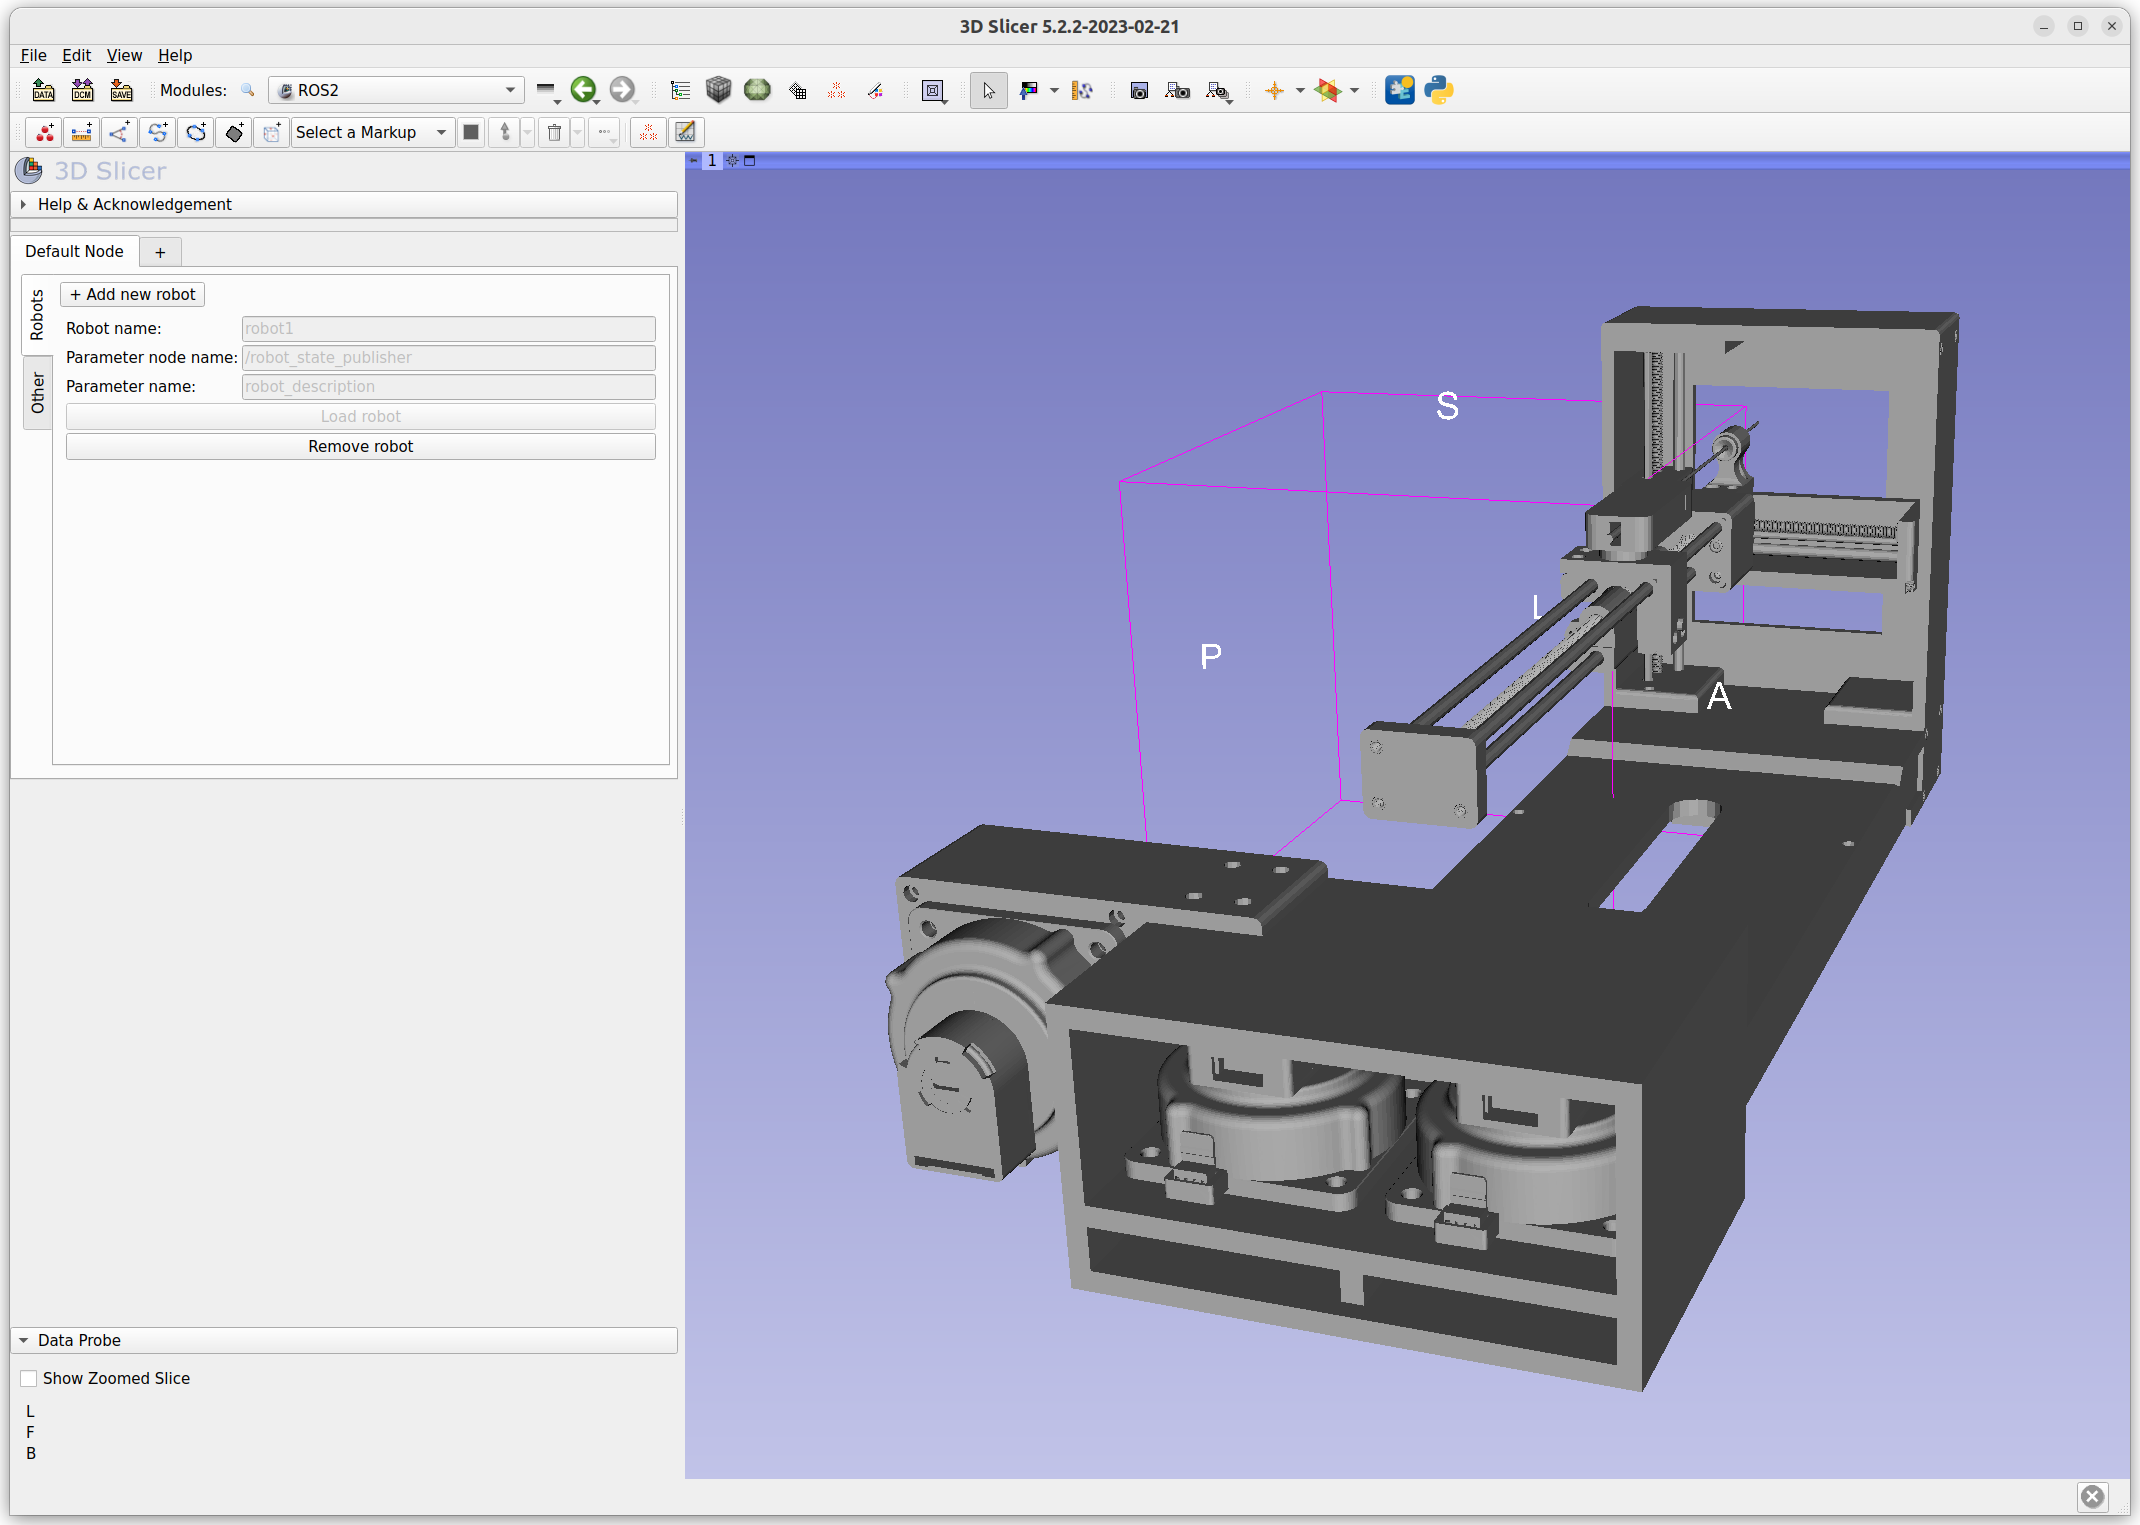 3D Slicer 5.2.2-2023-02-21
File Edit View Help
DATA DCM SAVE Modules: ROS2
Select a Markup
3D Slicer
1
Help & Acknowledgement
Default Node +
Robots
Other
+ Add new robot
Robot name: robot1
Parameter node name: /robot_state_publisher
Parameter name: robot_description
Load robot
Remove robot
S
L
P
A
Data Probe
Show Zoomed Slice
L
F
B